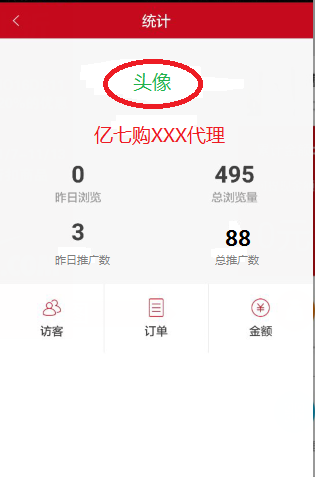 统计
头像
亿七购XXX代理
0 495
昨日浏览 总浏览量
3 88
昨日推广数 总推广数
访客 订单 金额